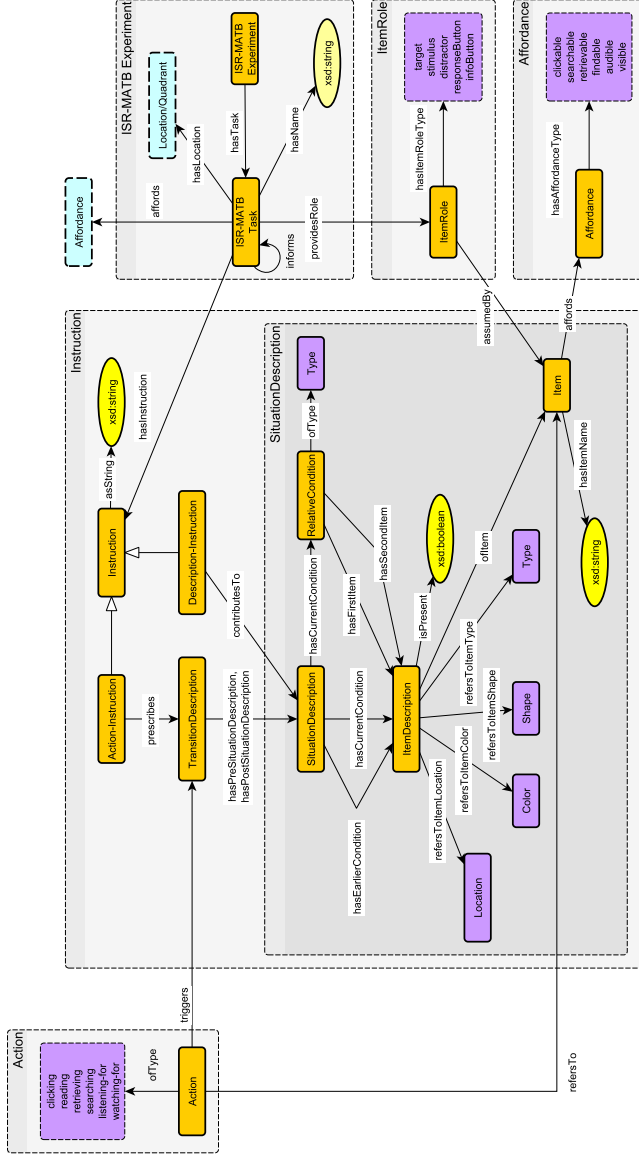 Action
clicking
reading
retrieving
searching
listening-for
watching-for
ofType
Action
triggers
refersTo
Instruction
Action-Instruction
Instruction
asString
xsd:string
hasInstruction
prescribes
Description-Instruction
TransitionDescription
contributesTo
hasPreSituationDescription,
hasPostSituationDescription
SituationDescription
SituationDescription
hasCurrentCondition
RelativeCondition
ofType
Type
hasFirstItem
hasSecondItem
hasEarlierCondition
hasCurrentCondition
ItemDescription
isPresent
xsd:boolean
ofItem
refersToItemLocation
refersToItemColor
refersToItemShape
refersToItemType
Location
Color
Shape
Type
Item
hasItemName
xsd:string
assumedBy
affords
ISR-MATB Experiment
Affordance
affords
Location/Quadrant
hasLocation
ISR-MATB
Experiment
hasTask
xsd:string
hasName
ISR-MATB
Task
informs
providesRole
ItemRole
target
stimulus
distractor
responseButton
infoButton
hasItemRoleType
ItemRole
Affordance
clickable
searchable
retrievable
findable
audible
visible
hasAffordanceType
Affordance